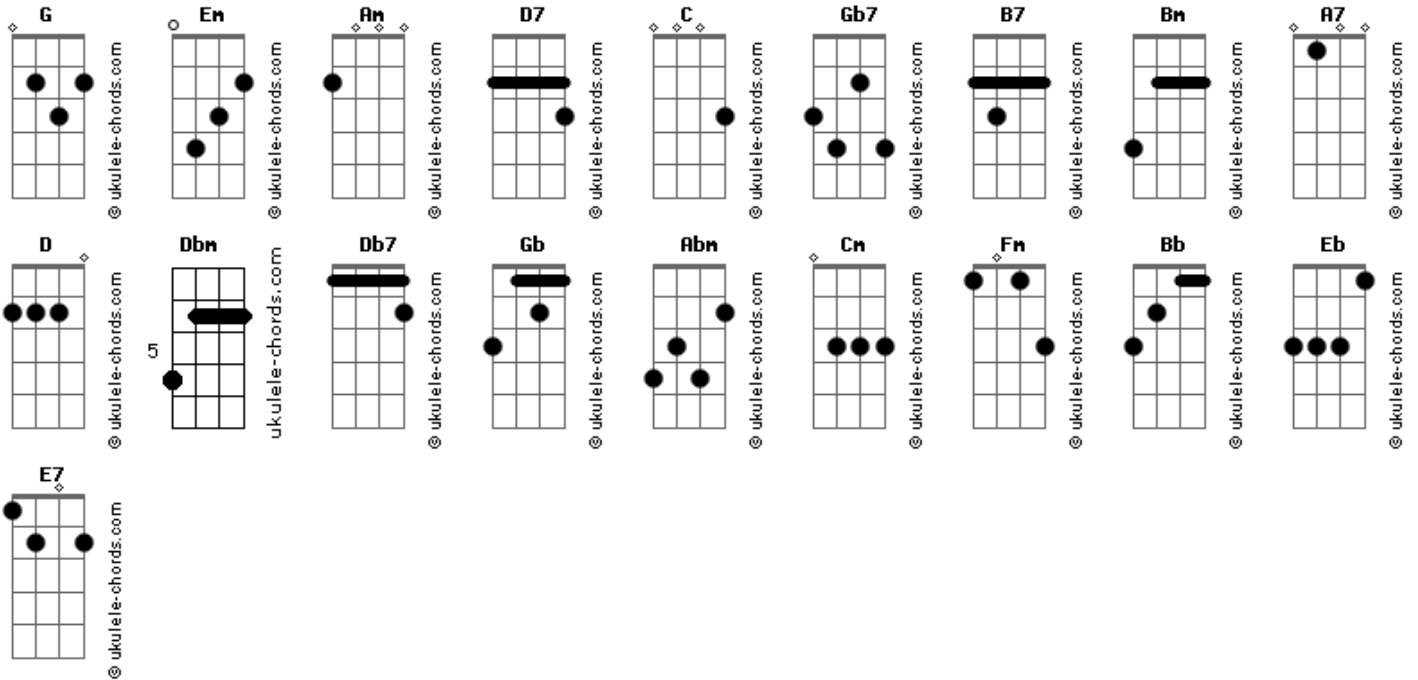 G Em Am D7 C Gb7 B7 Bm A7
© ukulele-chords.com © ukulele-chords.com © ukulele-chords.com © ukulele-chords.com © ukulele-chords.com © ukulele-chords.com © ukulele-chords.com © ukulele-chords.com © ukulele-chords.com
D Dbm Db7 Gb Abm Cm Fm Bb Eb
5
© ukulele-chords.com ukulele-chords.com © ukulele-chords.com © ukulele-chords.com © ukulele-chords.com © ukulele-chords.com © ukulele-chords.com © ukulele-chords.com © ukulele-chords.com
E7
© ukulele-chords.com